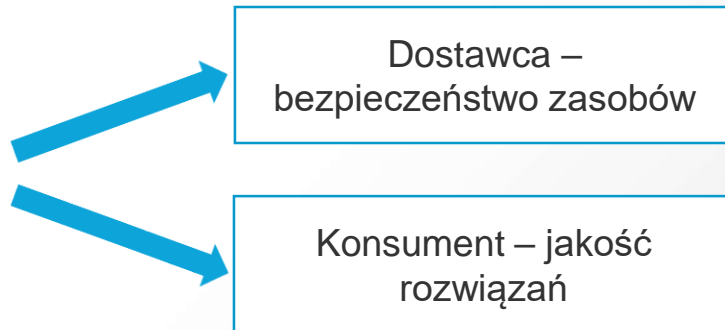 Dostawca –
bezpieczeństwo zasobów
Konsument – jakość
rozwiązań